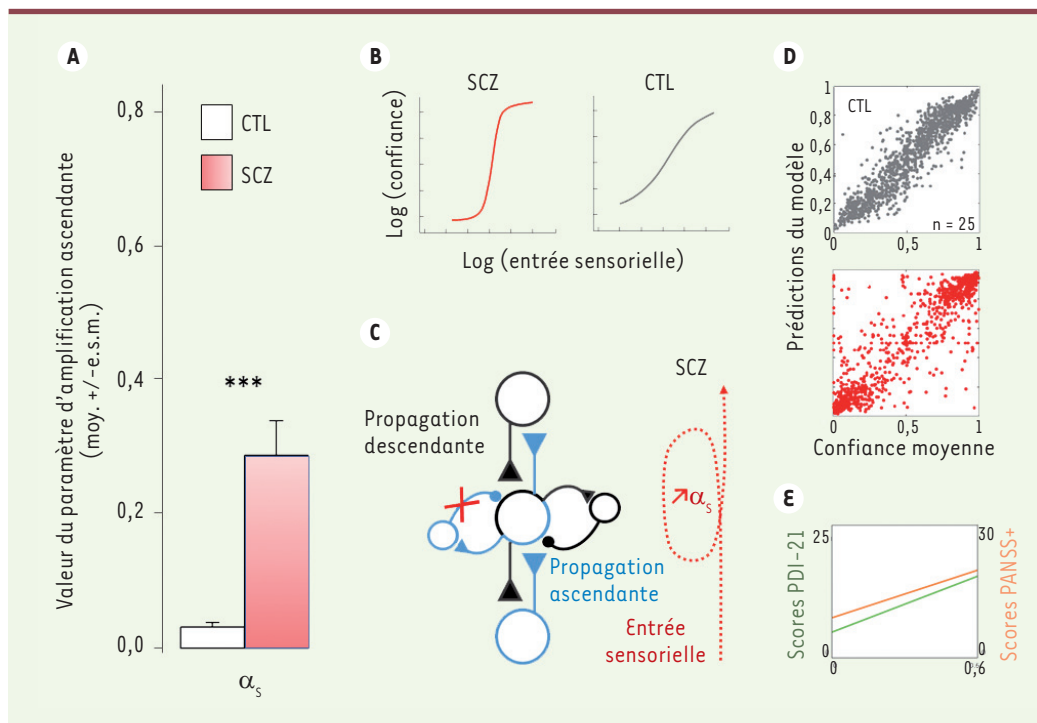 A
Valeur du paramètre d'amplification ascendante
(moy. +/- e.s.m.)
0,8
0,6
0,4
0,2
0,0
CTL
SCZ
***
αs
B
SCZ
CTL
Log (confiance)
Log (entrée sensorielle)
C
Propagation
descendante
Propagation
ascendante
Entrée
sensorielle
SCZ
↗αs
D
Prédictions du modèle
1
0,8
0,6
0,4
0,2
0
CTL
n = 25
0
0,5
1
0
0,5
1
Confiance moyenne
E
Scores PDI-21
25
0
Scores PANSS+
30
0
0
0,6